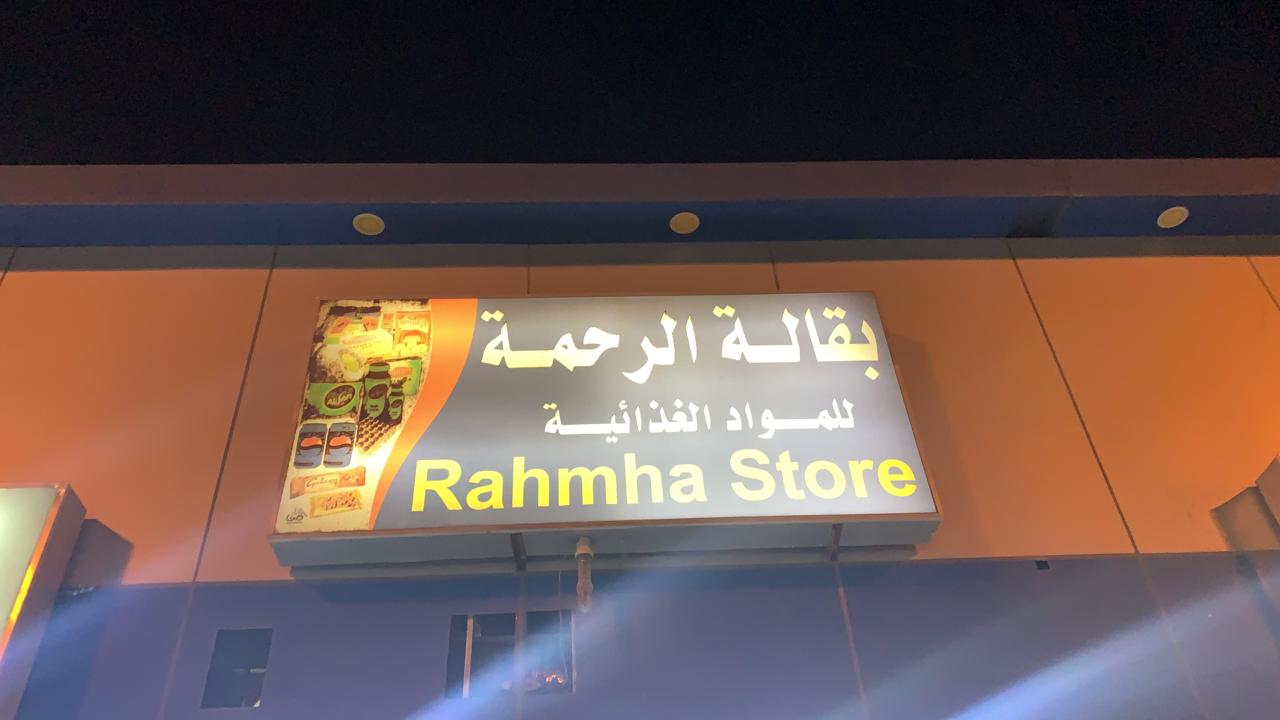 بقالة الرحمة
للمواد الغذائية
Rahmha Store